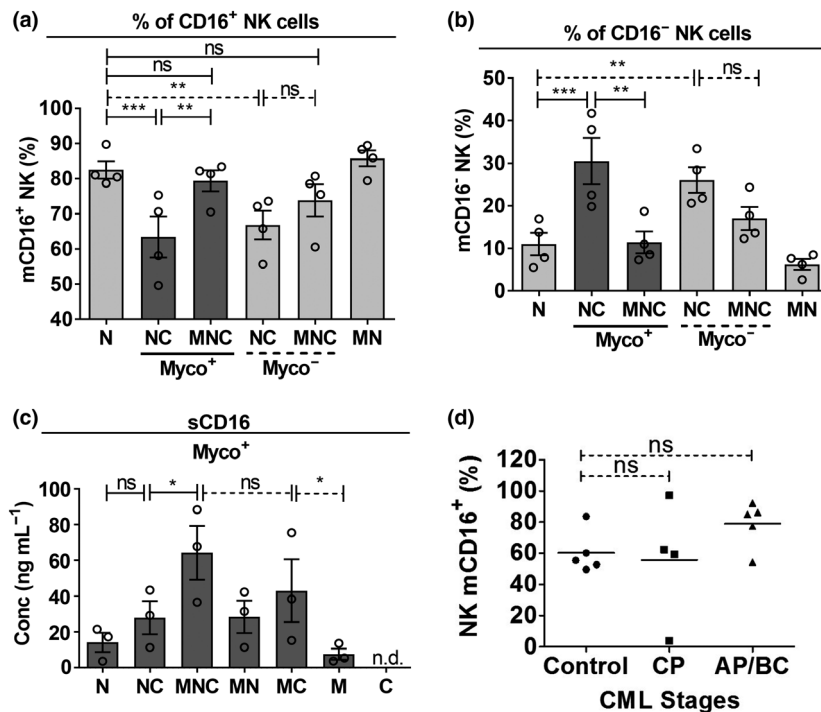 (a)
% of CD16⁺ NK cells
ns
ns
**
ns
***
**
mCD16⁺ NK (%)
100
90
80
70
60
50
40
N NC MNC NC MNC MN
Myco⁺ Myco⁻
(b)
% of CD16⁻ NK cells
**
ns
***
**
mCD16⁻ NK (%)
50
40
30
20
10
0
N NC MNC NC MNC MN
Myco⁺ Myco⁻
(c)
sCD16
Myco⁺
ns * ns *
Conc (ng mL⁻¹)
100
80
60
40
20
0
n.d.
N NC MNC MN MC M C
(d)
ns
ns
NK mCD16⁺ (%)
120
100
80
60
40
20
0
Control CP AP/BC
CML Stages